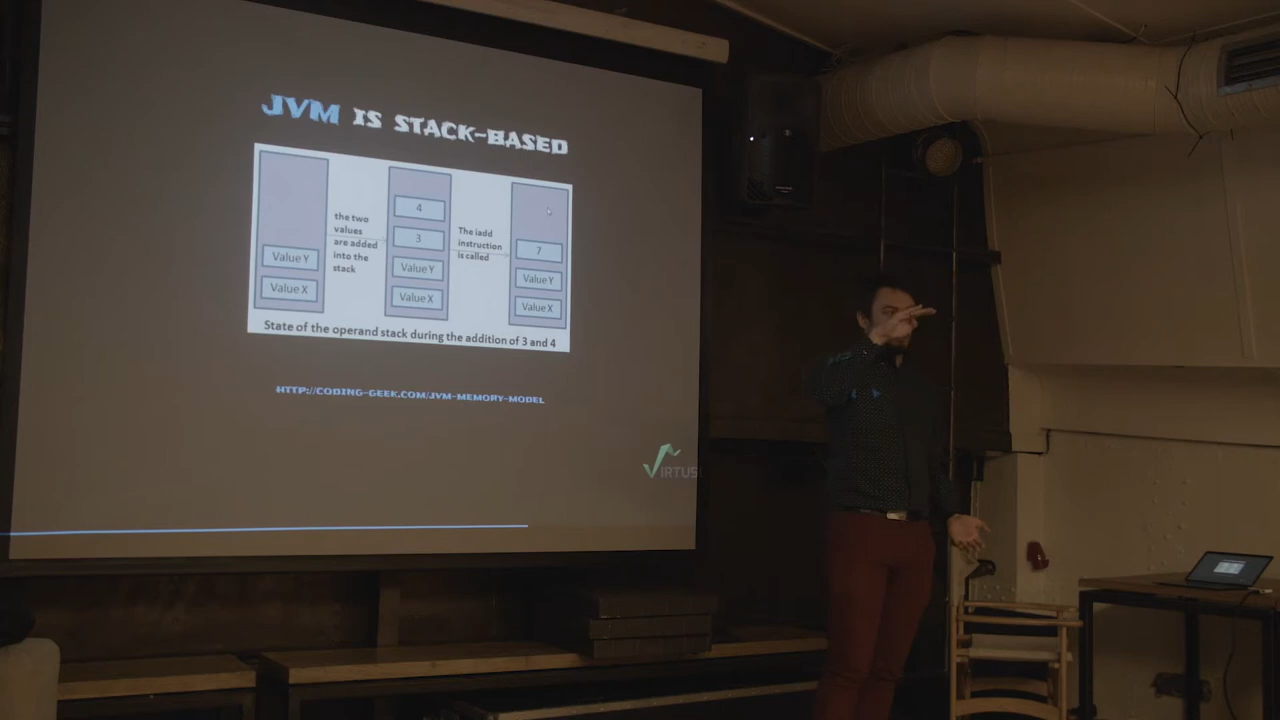 JVM IS STACK-BASED
Value Y
Value X
the two
values
are added
into the
stack
4
3
Value Y
Value X
The iadd
instruction
is called
7
Value Y
Value X
State of the operand stack during the addition of 3 and 4
HTTP://CODING-GEEK.COM/JVM-MEMORY-MODEL
VIRTUS